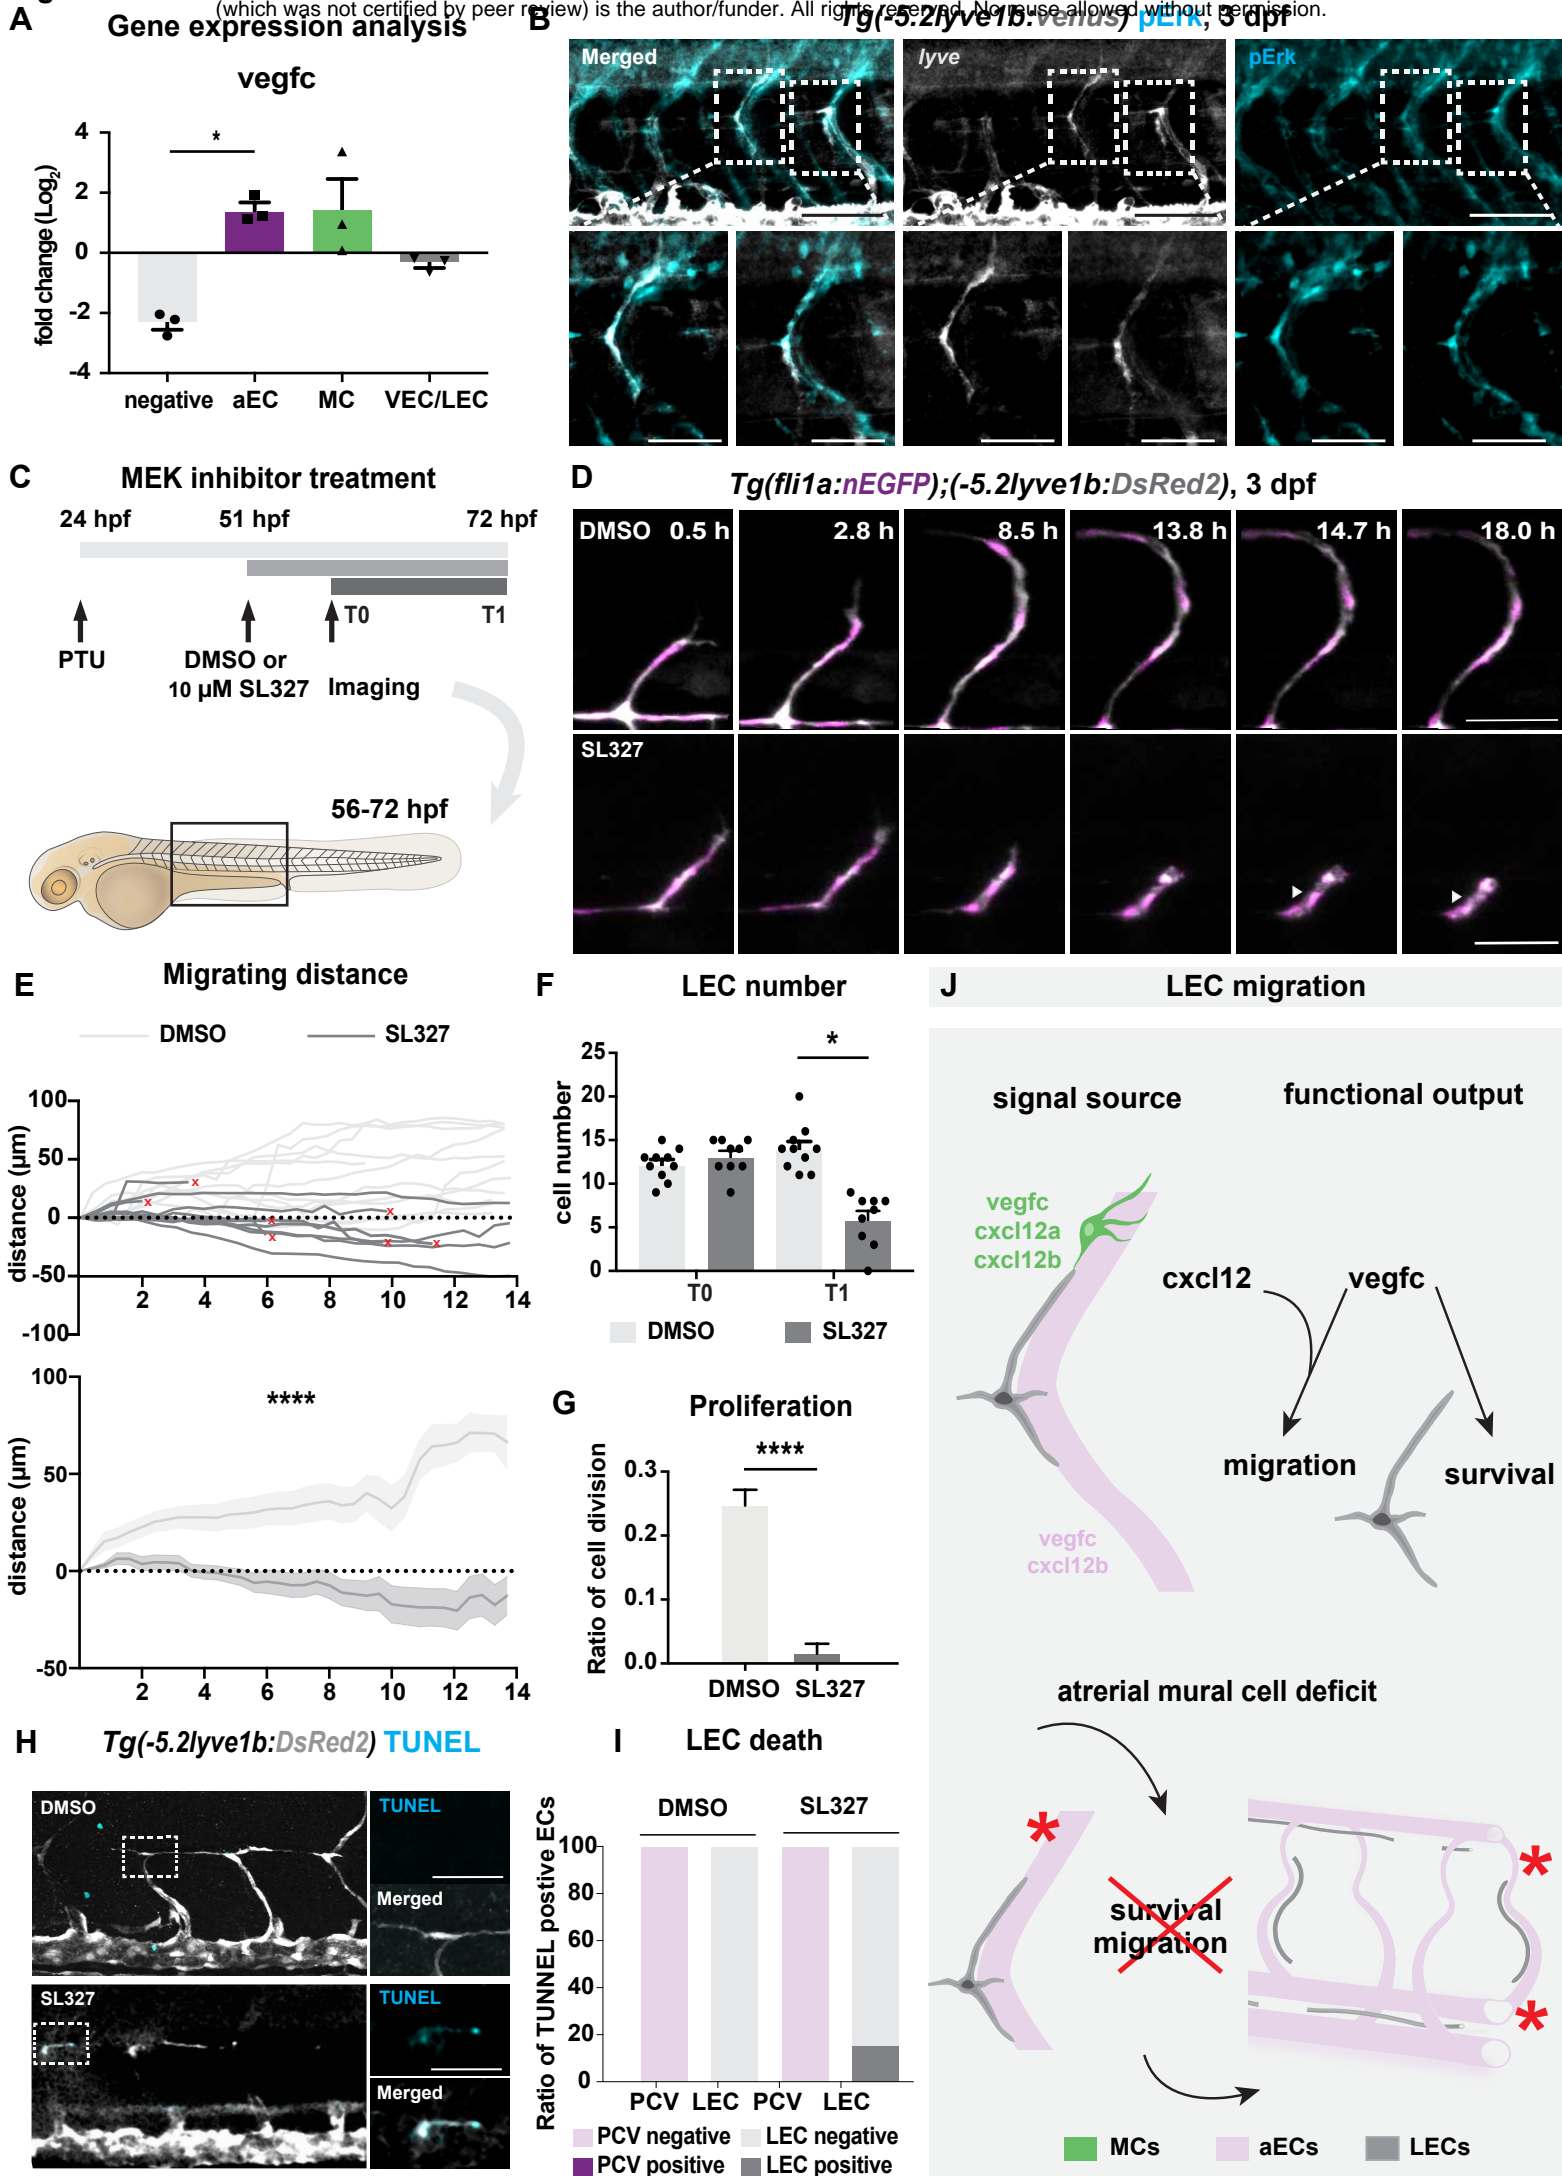 (which was not certified by peer review) is the author/funder. All rights reserved. No reuse allowed without permission.
A
Gene expression analysis
vegfc
fold change (Log2)
4
2
0
-2
-4
*
negative aEC MC VEC/LEC
B
Tg(-5.2lyve1b:Venus) pErk, 3 dpf
Merged
lyve
pErk
C
MEK inhibitor treatment
24 hpf 51 hpf 72 hpf
T0 T1
PTU
DMSO or
10 µM SL327
Imaging
56-72 hpf
D
Tg(fli1a:nEGFP);(-5.2lyve1b:DsRed2), 3 dpf
DMSO 0.5 h 2.8 h 8.5 h 13.8 h 14.7 h 18.0 h
SL327
E
Migrating distance
DMSO SL327
distance (µm)
100
50
0
-50
-100
x x x x x x x
2 4 6 8 10 12 14
distance (µm)
100
50
0
-50
****
2 4 6 8 10 12 14
F
LEC number
cell number
25
20
15
10
5
0
*
T0 T1
DMSO SL327
G
Proliferation
Ratio of cell division
0.3
0.2
0.1
0.0
****
DMSO SL327
H
Tg(-5.2lyve1b:DsRed2) TUNEL
DMSO
TUNEL
Merged
SL327
TUNEL
Merged
I
LEC death
Ratio of TUNNEL postive ECs
DMSO SL327
100
80
60
40
20
0
PCV LEC PCV LEC
PCV negative LEC negative
PCV positive LEC positive
J
LEC migration
signal source functional output
vegfc
cxcl12a
cxcl12b
cxcl12 vegfc
migration survival
vegfc
cxcl12b
atrerial mural cell deficit
*
survival
migration
*
*
MCs aECs LECs